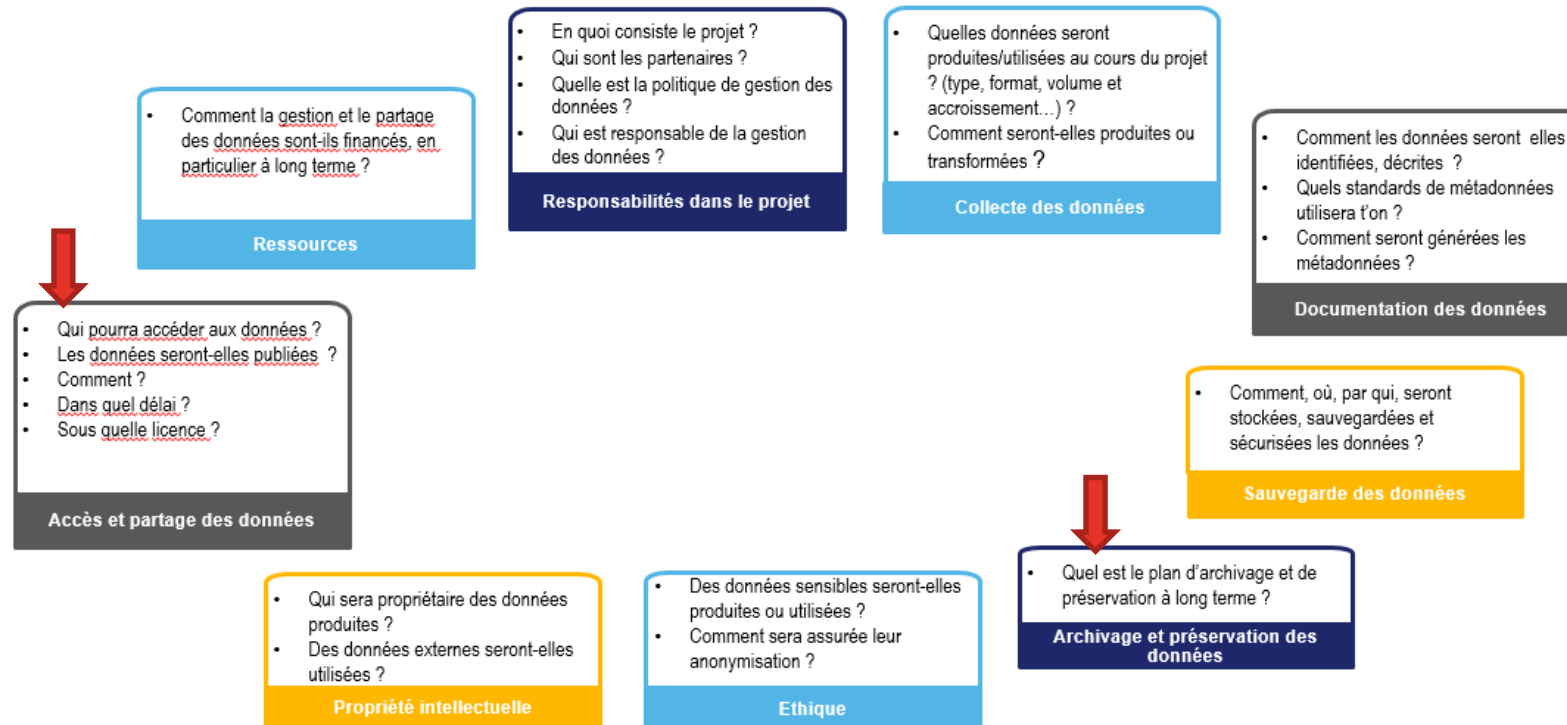 • En quoi consiste le projet ?
• Qui sont les partenaires ?
• Quelle est la politique de gestion des
données ?
• Qui est responsable de la gestion
des données ?
Responsabilités dans le projet
• Quelles données seront
produites/utilisées au cours du projet
? (type, format, volume et
accroissement…) ?
• Comment seront-elles produites ou
transformées ?
Collecte des données
• Comment les données seront elles
identifiées, décrites ?
• Quels standards de métadonnées
utilisera t'on ?
• Comment seront générées les
métadonnées ?
Documentation des données
• Comment, où, par qui, seront
stockées, sauvegardées et
sécurisées les données ?
Sauvegarde des données
• Quel est le plan d'archivage et de
préservation à long terme ?
Archivage et préservation des
données
• Des données sensibles seront-elles
produites ou utilisées ?
• Comment sera assurée leur
anonymisation ?
Ethique
• Qui sera propriétaire des données
produites ?
• Des données externes seront-elles
utilisées ?
Propriété intellectuelle
• Qui pourra accéder aux données ?
• Les données seront-elles publiées ?
• Comment ?
• Dans quel délai ?
• Sous quelle licence ?
Accès et partage des données
• Comment la gestion et le partage
des données sont-ils financés, en
particulier à long terme ?
Ressources